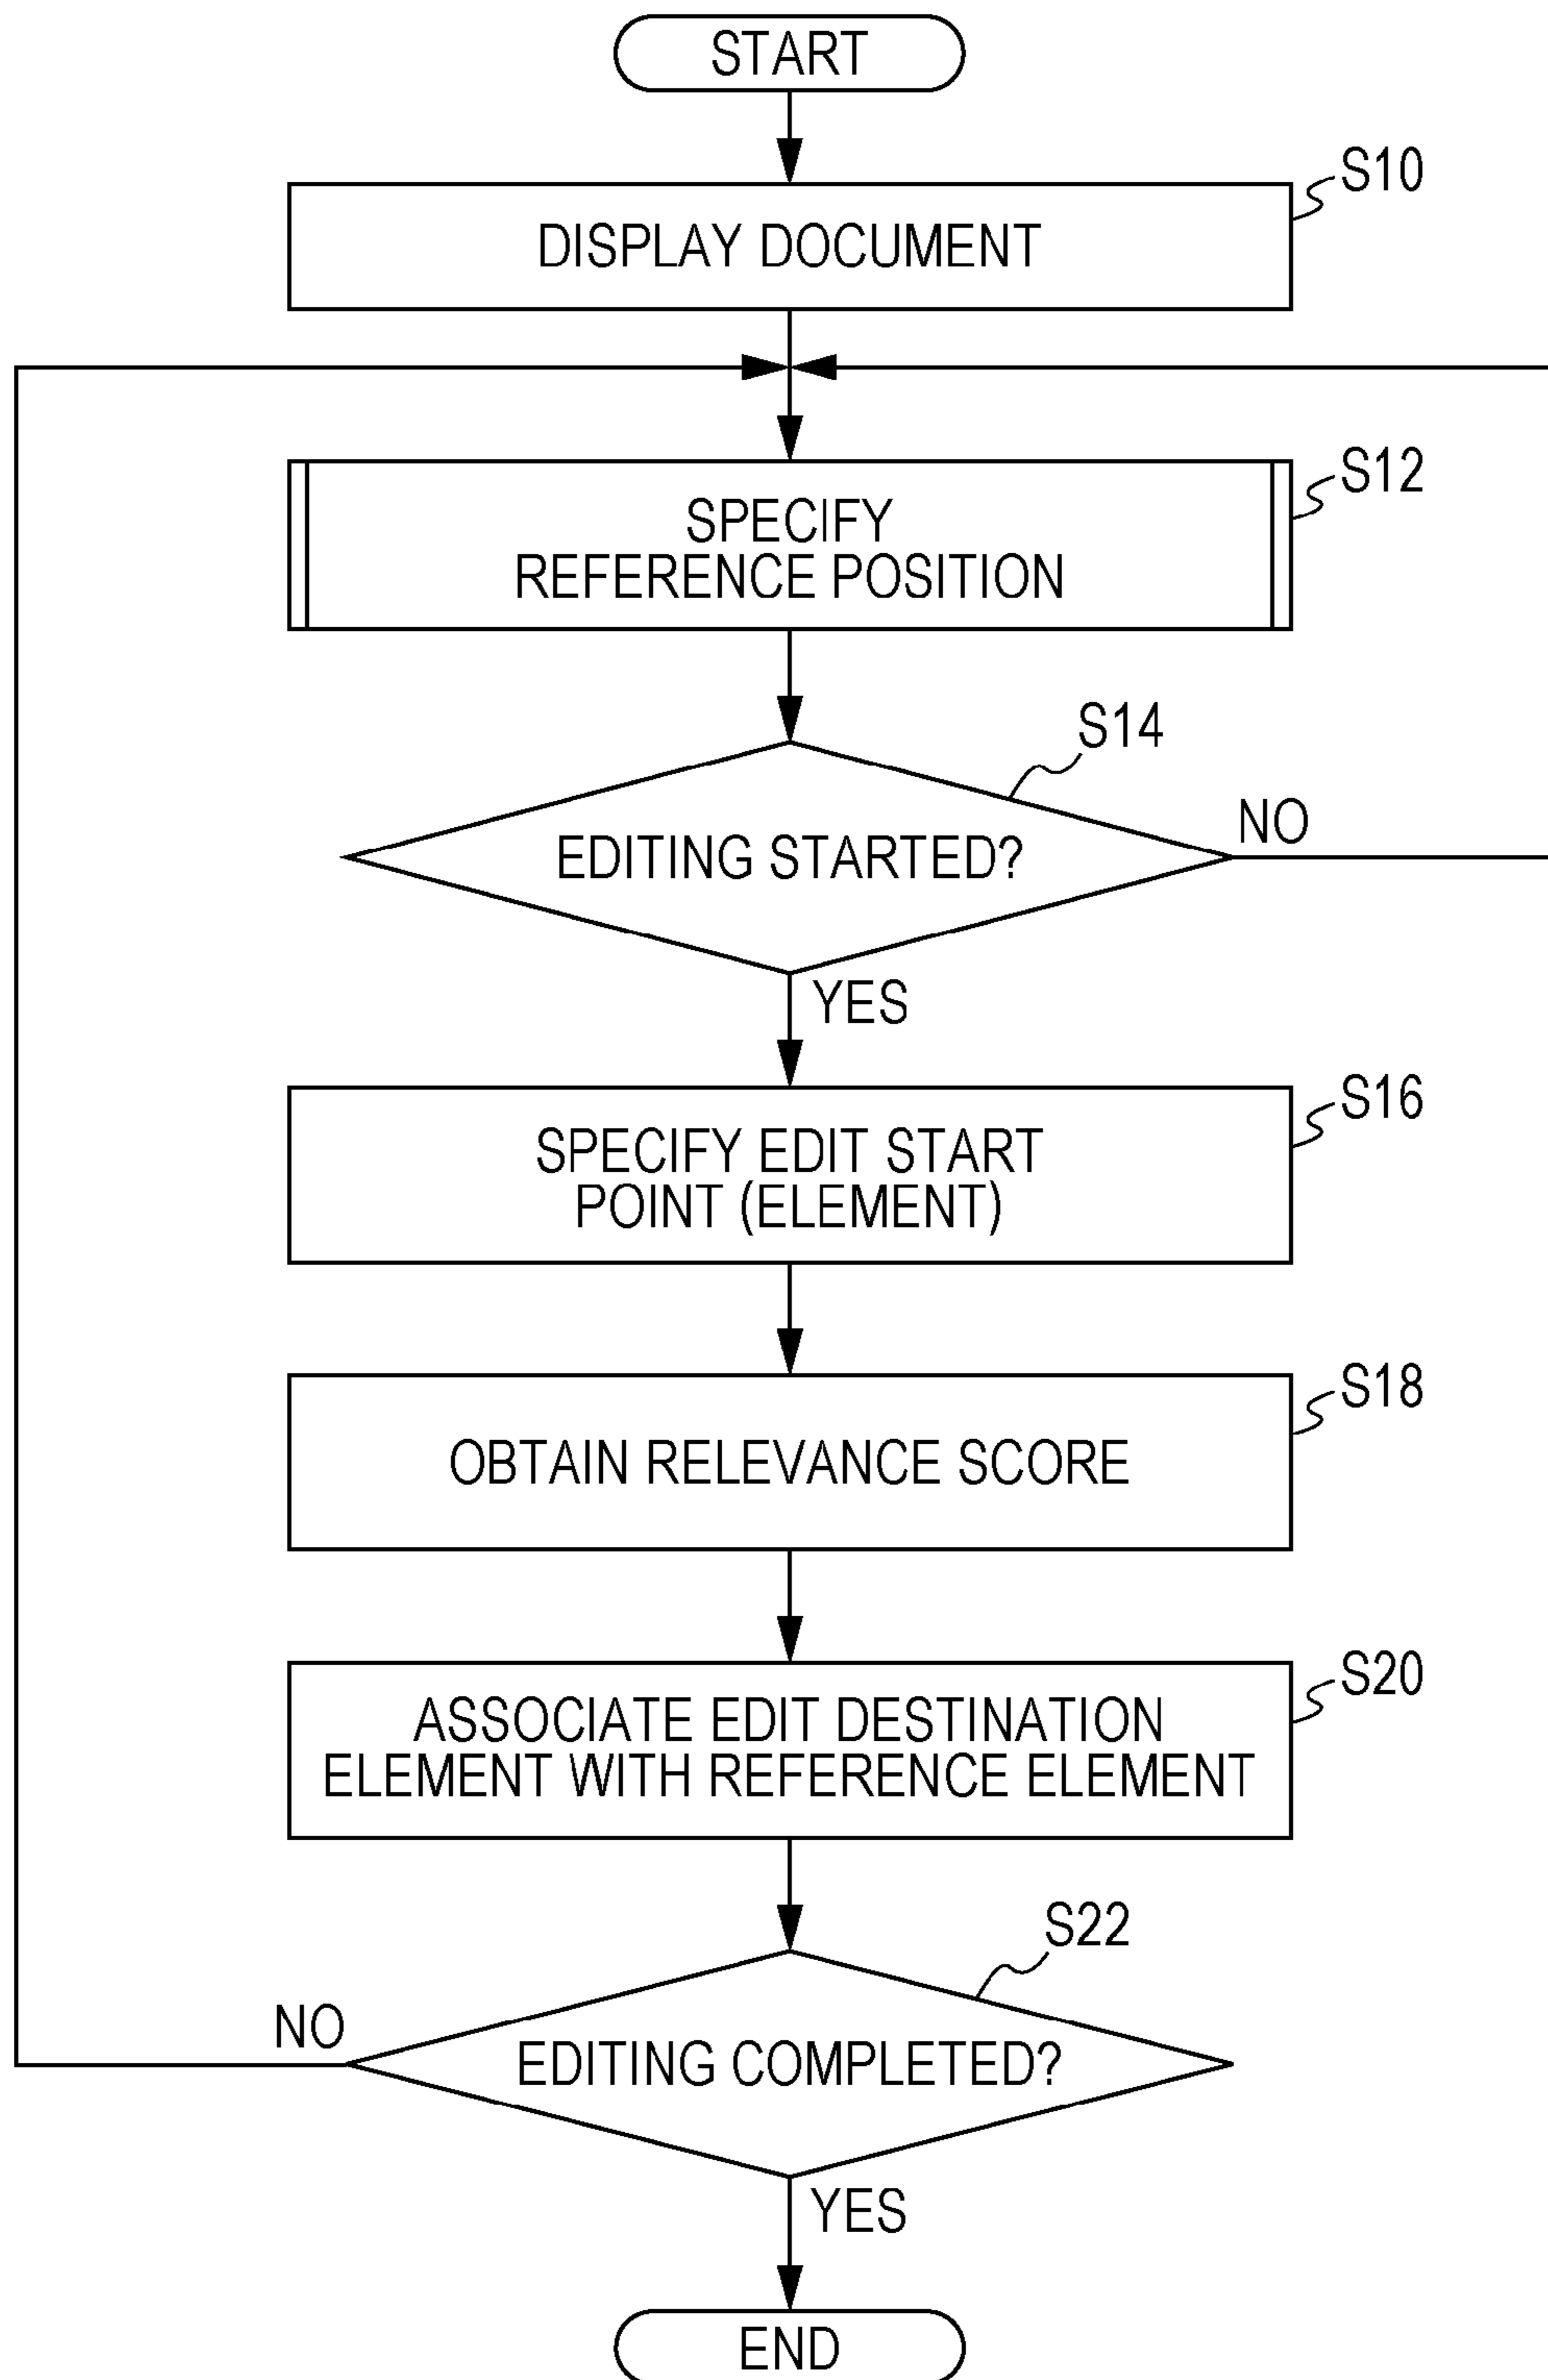 START
S10
DISPLAY DOCUMENT
S12
SPECIFY
REFERENCE POSITION
S14
EDITING STARTED?
NO
YES
S16
SPECIFY EDIT START
POINT (ELEMENT)
S18
OBTAIN RELEVANCE SCORE
S20
ASSOCIATE EDIT DESTINATION
ELEMENT WITH REFERENCE ELEMENT
S22
NO
EDITING COMPLETED?
YES
END